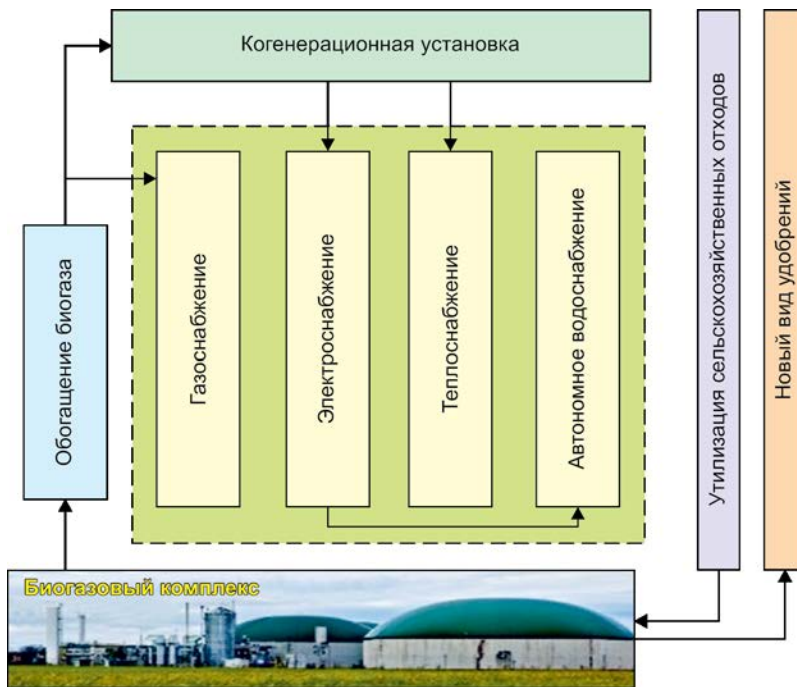 Когенерационная установка
Обогащение биогаза
Газоснабжение
Электроснабжение
Теплоснабжение
Автономное водоснабжение
Утилизация сельскохозяйственных отходов
Новый вид удобрений
Биогазовый комплекс